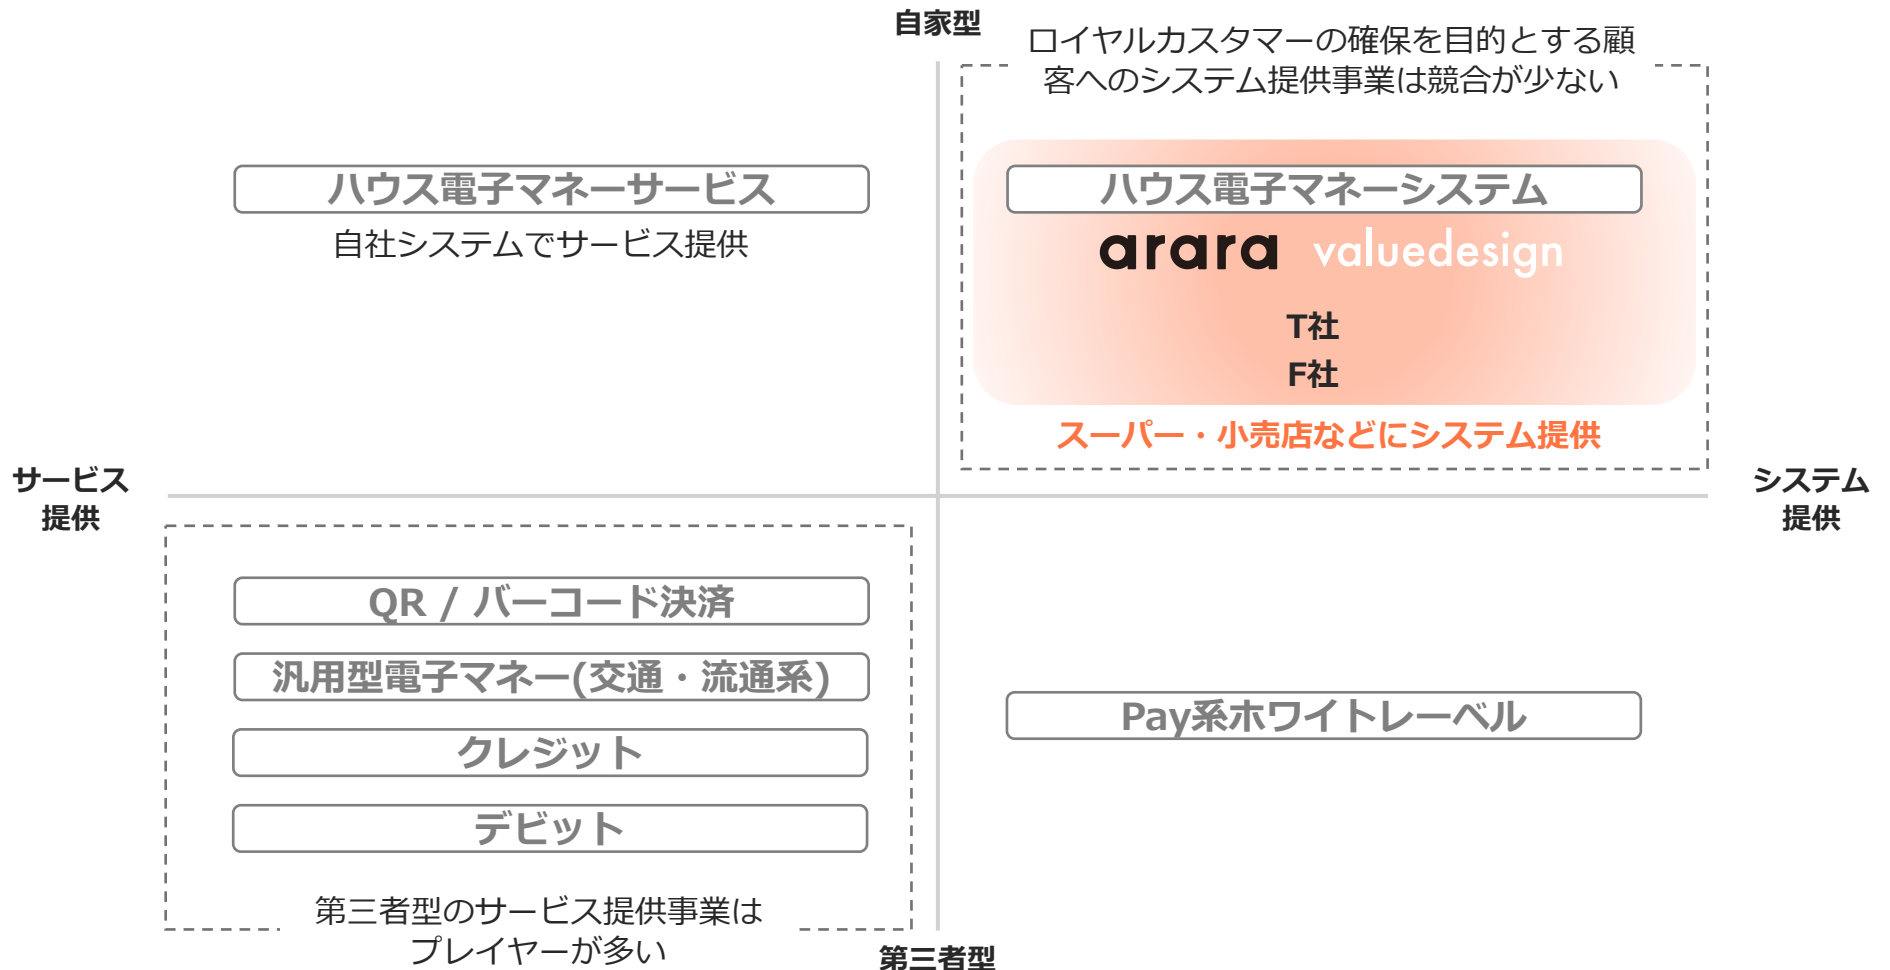 自家型
ロイヤルカスタマーの確保を目的とする顧
客へのシステム提供事業は競合が少ない
ハウス電子マネーサービス
自社システムでサービス提供
ハウス電子マネーシステム
arara valuedesign
T社
F社
スーパー・小売店などにシステム提供
サービス
提供
システム
提供
QR / バーコード決済
汎用型電子マネー(交通・流通系)
クレジット
デビット
第三者型のサービス提供事業は
プレイヤーが多い
Pay系ホワイトレーベル
第三者型